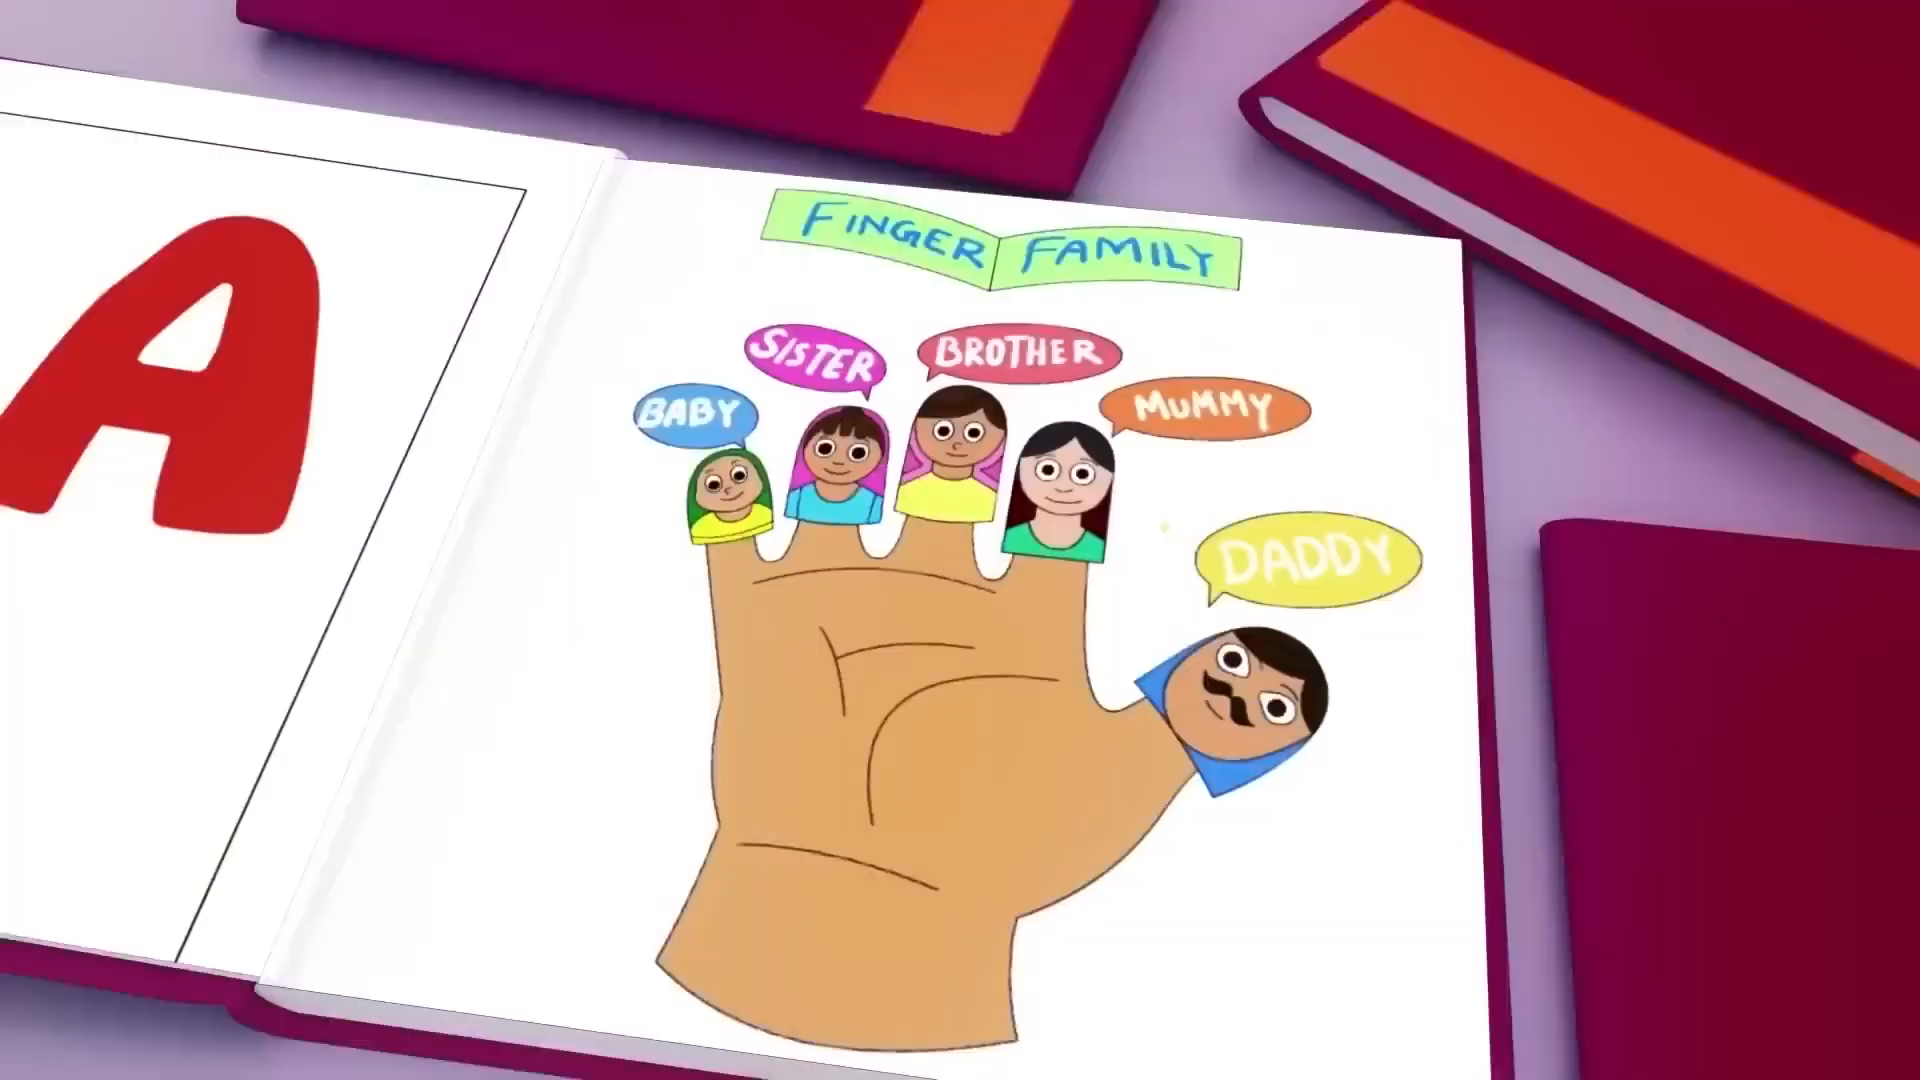 A
FINGER FAMILY
SISTER
BROTHER
BABY
MUMMY
DADDY